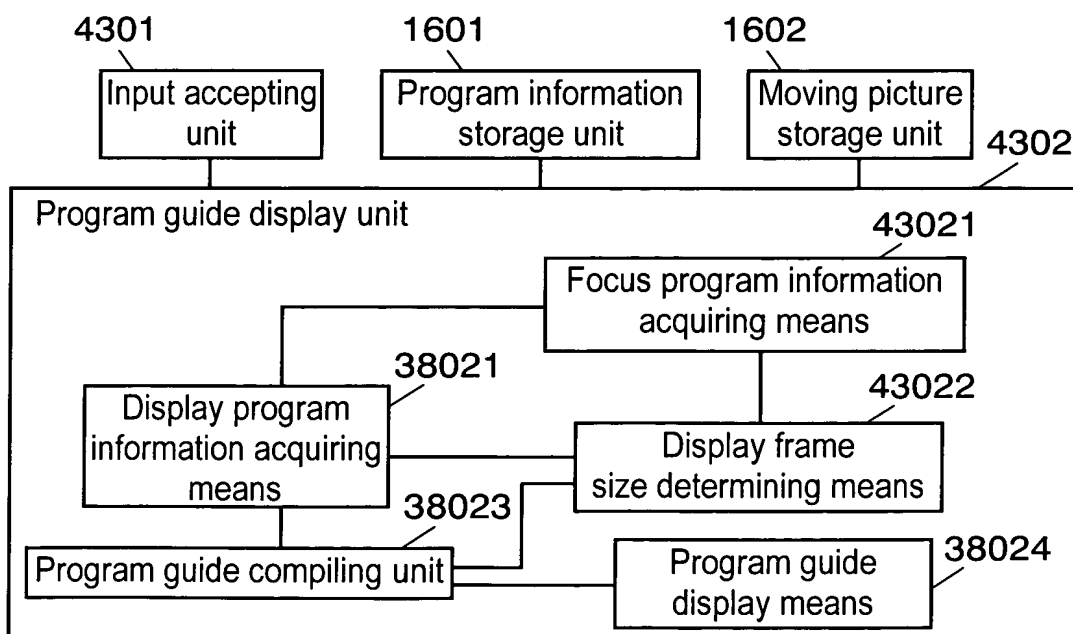 4301
1601
1602
Input accepting
unit
Program information
storage unit
Moving picture
storage unit
4302
Program guide display unit
43021
Focus program information
acquiring means
38021
Display program
information acquiring
means
43022
Display frame
size determining means
38023
Program guide compiling unit
38024
Program guide
display means